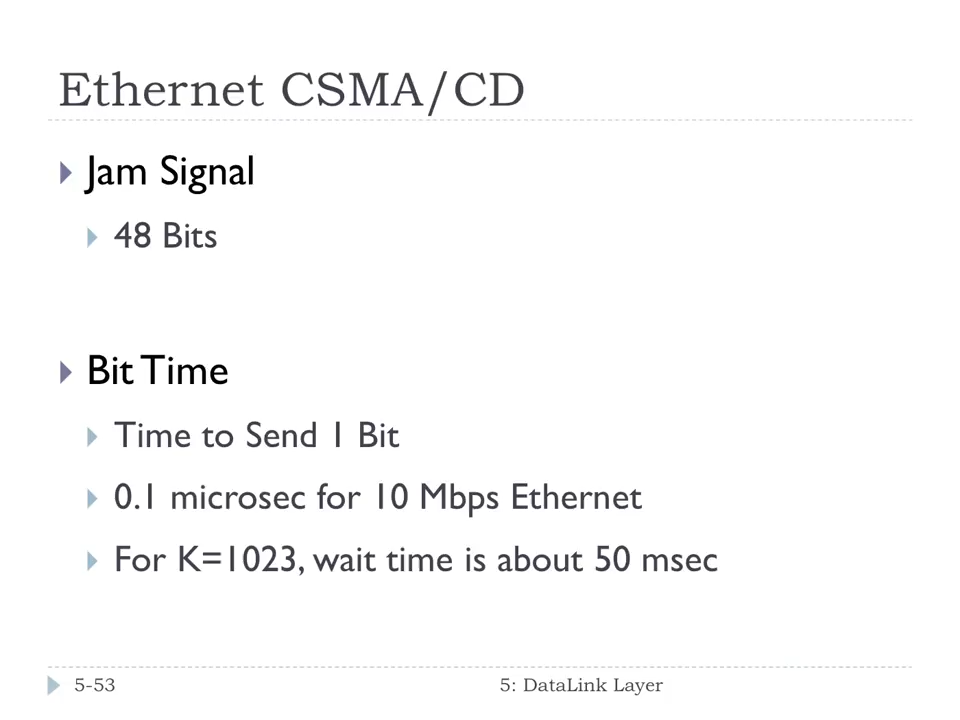 Ethernet CSMA/CD
Jam Signal
48 Bits
Bit Time
Time to Send 1 Bit
0.1 microsec for 10 Mbps Ethernet
For K=1023, wait time is about 50 msec
5-53
5: DataLink Layer